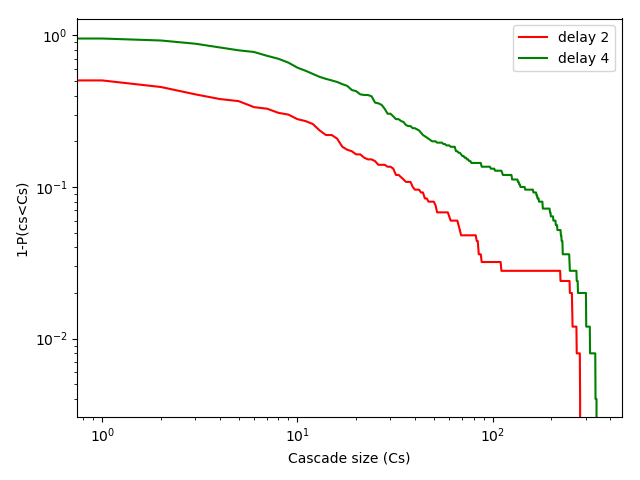 delay 2
delay 4
10⁰
10⁻¹
10⁻²
1-P(cs<Cs)
10⁰
10¹
10²
Cascade size (Cs)